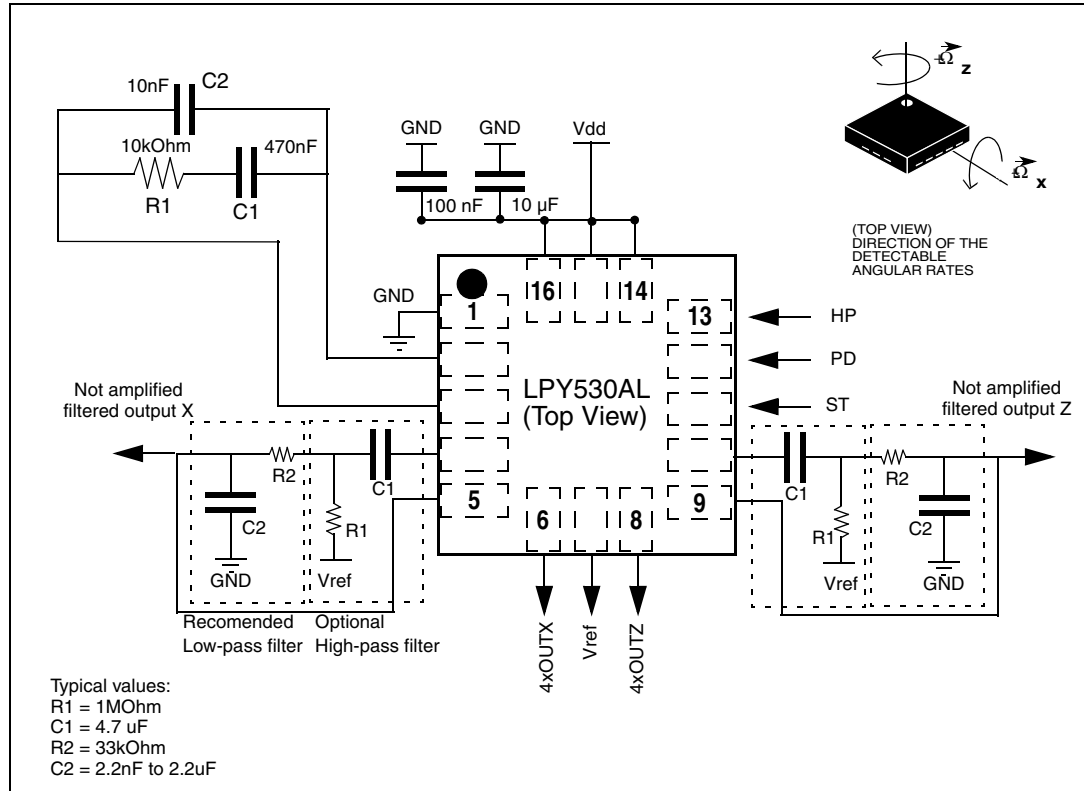 10nF
C2
10kOhm
470nF
R1
C1
GND
GND
Vdd
100 nF
10 µF
Ω z
Ω x
(TOP VIEW)
DIRECTION OF THE
DETECTABLE
ANGULAR RATES
GND
1
16
14
13
HP
PD
ST
LPY530AL
(Top View)
Not amplified
filtered output X
Not amplified
filtered output Z
R2
C1
C2
R1
GND
Vref
5
6
8
9
C1
R2
R1
C2
Vref
GND
Recomended
Low-pass filter
Optional
High-pass filter
4xOUTX
Vref
4xOUTZ
Typical values:
R1 = 1MOhm
C1 = 4.7 uF
R2 = 33kOhm
C2 = 2.2nF to 2.2uF